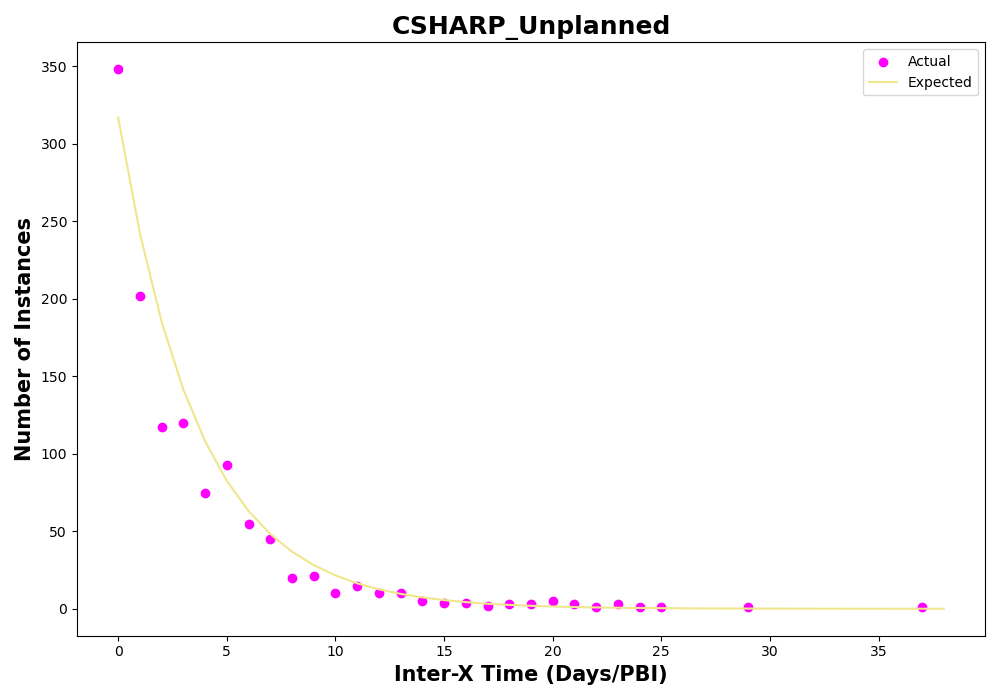 CSHARP_Unplanned
Actual
Expected
Number of Instances
350
300
250
200
150
100
50
0
0 5 10 15 20 25 30 35
Inter-X Time (Days/PBI)